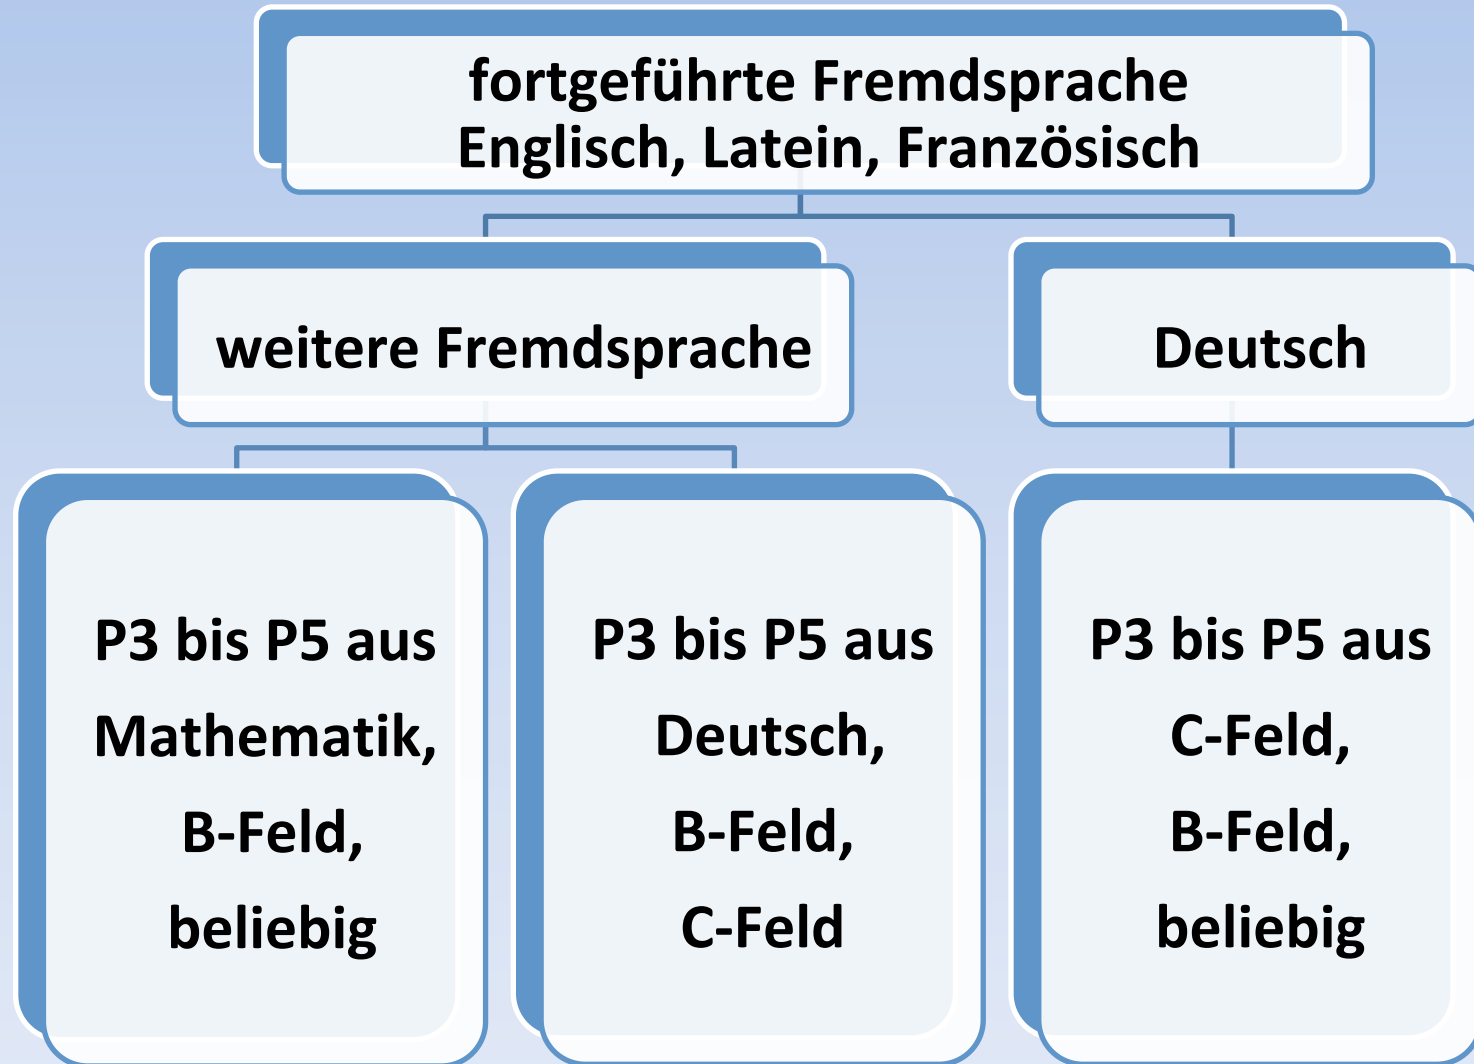 fortgeführte Fremdsprache
Englisch, Latein, Französisch
weitere Fremdsprache
Deutsch
P3 bis P5 aus
Mathematik,
B-Feld,
beliebig
P3 bis P5 aus
Deutsch,
B-Feld,
C-Feld
P3 bis P5 aus
C-Feld,
B-Feld,
beliebig